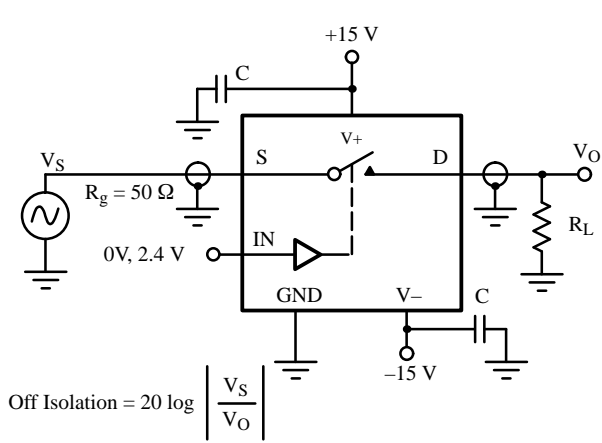 +15 V
C
V+
S
D
V_S
V_O
R_g = 50 Ω
R_L
IN
0V, 2.4 V
GND
V–
C
–15 V
Off Isolation = 20 log | V_S / V_O |